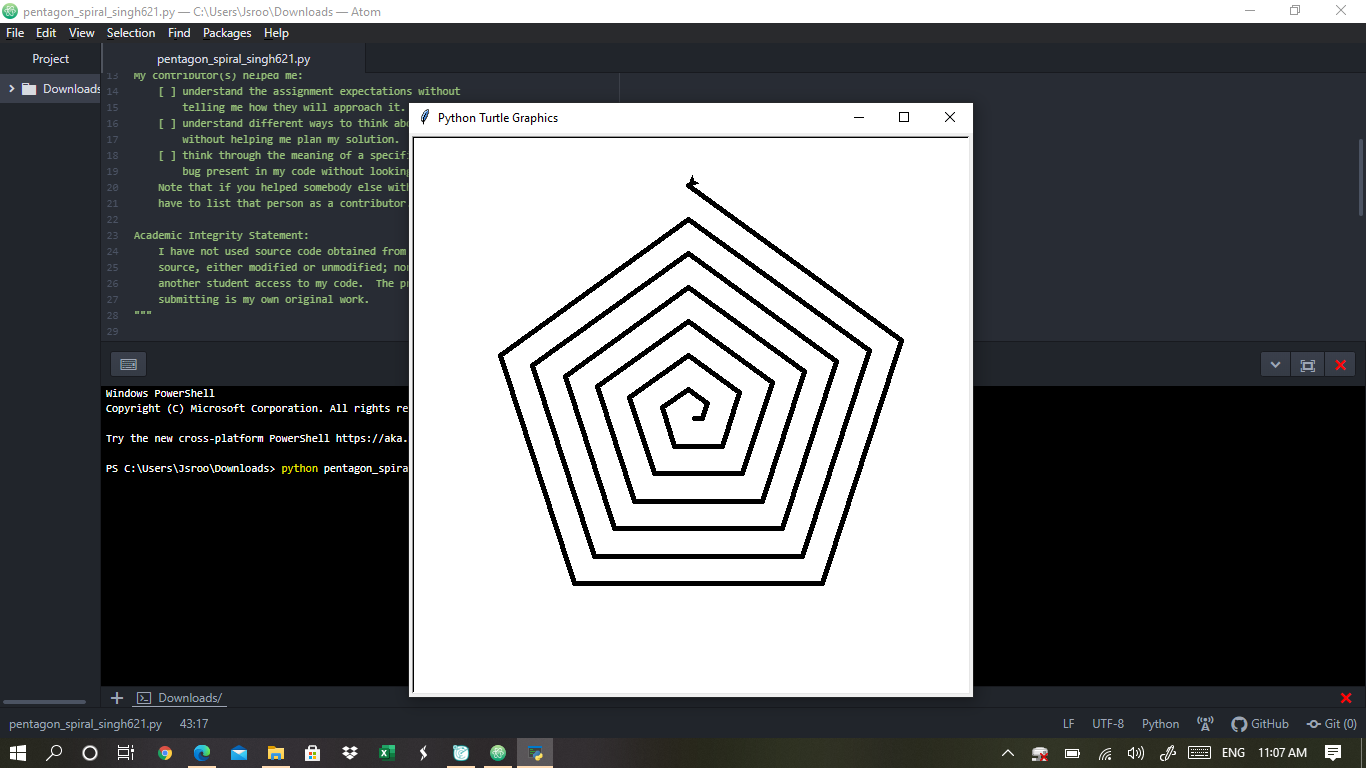 pentagon_spiral_singh621.py — C:\Users\Jsroo\Downloads — Atom
File Edit View Selection Find Packages Help
Project
pentagon_spiral_singh621.py
Downloads
13 My contributor(s) helped me:
14 [ ] understand the assignment expectations without
15 telling me how they will approach it.
16 [ ] understand different ways to think
17 without helping me plan my solution.
18 [ ] think through the meaning of a
19 bug present in my code without
20 Note that if you helped somebody else
21 have to list that person as a contributor
22
23 Academic Integrity Statement:
24 I have not used source code obtained from
25 source, either modified or unmodified;
26 another student access to my code. The
27 submitting is my own original work.
28 """
29
Python Turtle Graphics
Windows PowerShell
Copyright (C) Microsoft Corporation. All rights
Try the new cross-platform PowerShell https://aka.
PS C:\Users\Jsroo\Downloads> python pentagon_spira
Downloads/
pentagon_spiral_singh621.py 43:17 LF UTF-8 Python GitHub Git (0)
ENG 11:07 AM